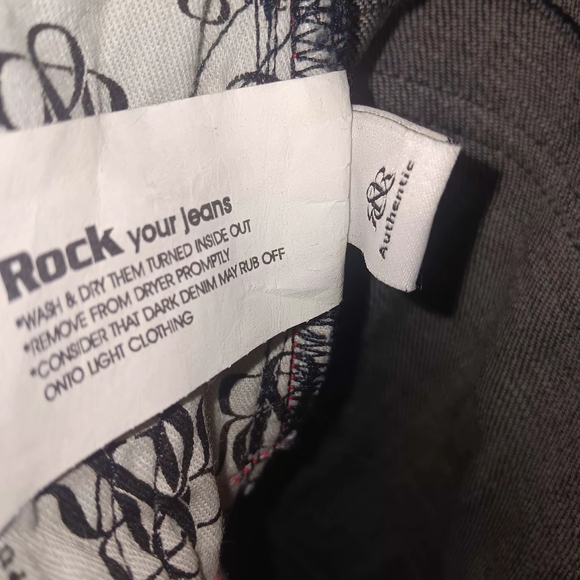 Rock your jeans
*WASH & DRY THEM TURNED INSIDE OUT
*REMOVE FROM DRYER PROMPTLY
*CONSIDER THAT DARK DENIM MAY RUB OFF
ONTO LIGHT CLOTHING
Authentic